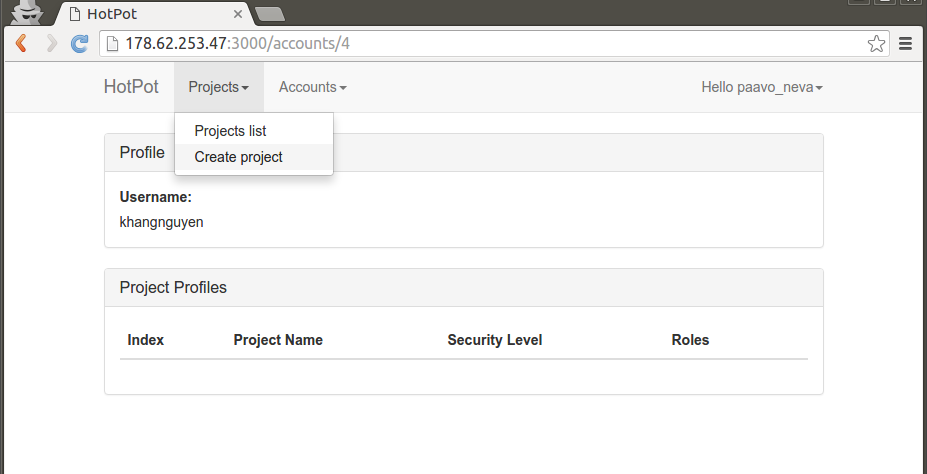 HotPot
178.62.253.47:3000/accounts/4
HotPot Projects Accounts Hello paavo_neva
Projects list
Create project
Profile
Username:
khangnguyen
Project Profiles
Index Project Name Security Level Roles